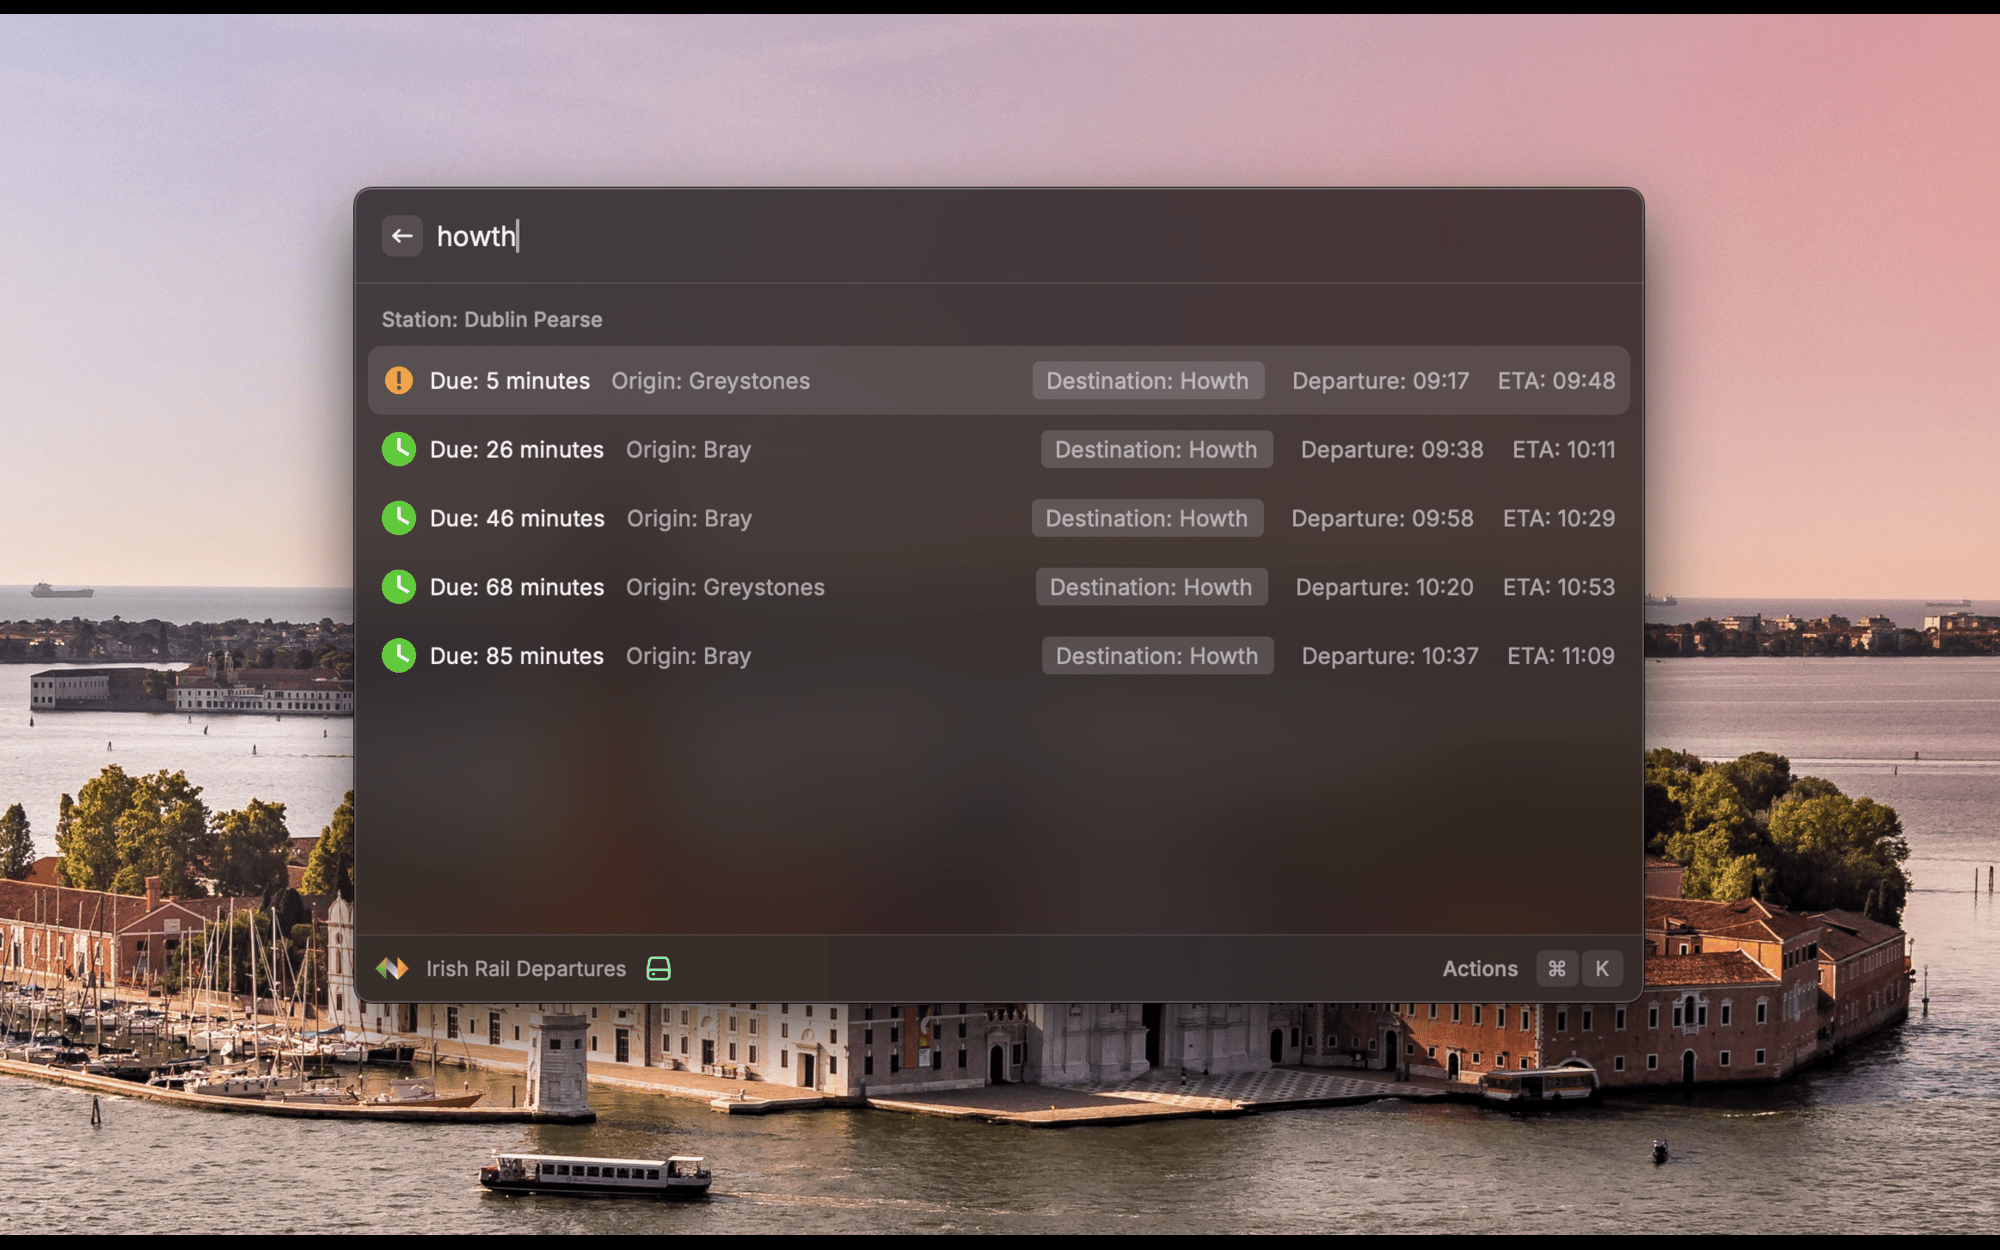 howth
Station: Dublin Pearse
Due: 5 minutes Origin: Greystones Destination: Howth Departure: 09:17 ETA: 09:48
Due: 26 minutes Origin: Bray Destination: Howth Departure: 09:38 ETA: 10:11
Due: 46 minutes Origin: Bray Destination: Howth Departure: 09:58 ETA: 10:29
Due: 68 minutes Origin: Greystones Destination: Howth Departure: 10:20 ETA: 10:53
Due: 85 minutes Origin: Bray Destination: Howth Departure: 10:37 ETA: 11:09
Irish Rail Departures Actions ⌘ K